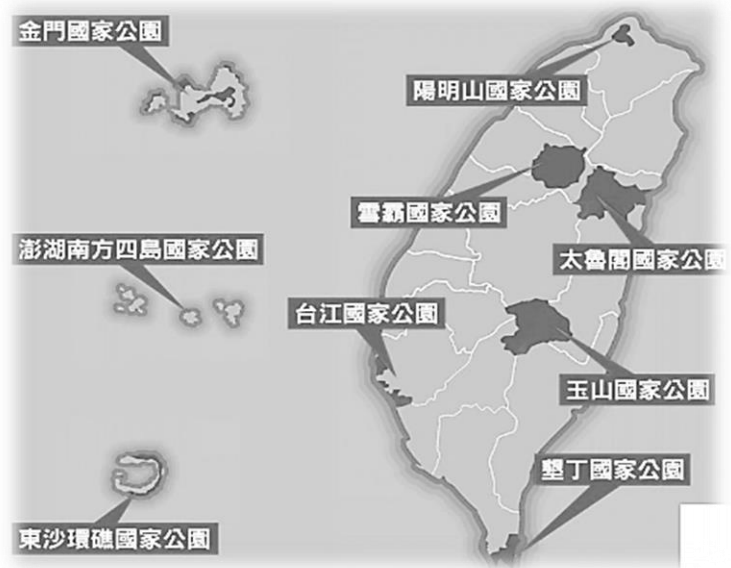 金門國家公園
陽明山國家公園
雪霸國家公園
澎湖南方四島國家公園
太魯閣國家公園
台江國家公園
玉山國家公園
墾丁國家公園
東沙環礁國家公園